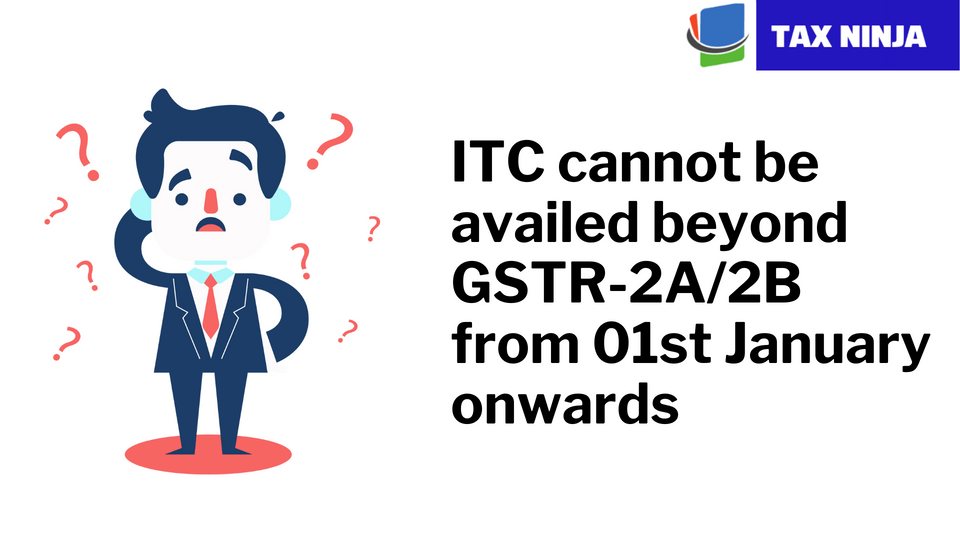 TAX NINJA
ITC cannot be
availed beyond
GSTR-2A/2B
from 01st January
onwards